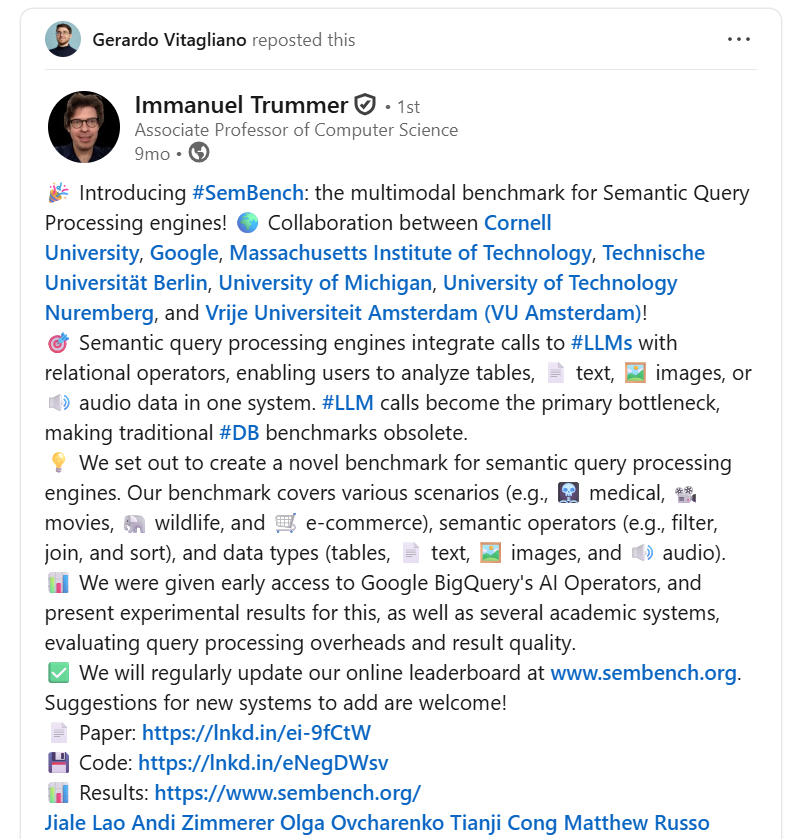 Gerardo Vitagliano reposted this
Immanuel Trummer • 1st
Associate Professor of Computer Science
9mo •
🎉 Introducing #SemBench: the multimodal benchmark for Semantic Query
Processing engines! 🌍 Collaboration between Cornell
University, Google, Massachusetts Institute of Technology, Technische
Universität Berlin, University of Michigan, University of Technology
Nuremberg, and Vrije Universiteit Amsterdam (VU Amsterdam)!
🎯 Semantic query processing engines integrate calls to #LLMs with
relational operators, enabling users to analyze tables, 📄 text, 🖼️ images, or
🔊 audio data in one system. #LLM calls become the primary bottleneck,
making traditional #DB benchmarks obsolete.
💡 We set out to create a novel benchmark for semantic query processing
engines. Our benchmark covers various scenarios (e.g., ☠️ medical, 🎥
movies, 🐘 wildlife, and 🛒 e-commerce), semantic operators (e.g., filter,
join, and sort), and data types (tables, 📄 text, 🖼️ images, and 🔊 audio).
📊 We were given early access to Google BigQuery's AI Operators, and
present experimental results for this, as well as several academic systems,
evaluating query processing overheads and result quality.
✅ We will regularly update our online leaderboard at www.sembench.org.
Suggestions for new systems to add are welcome!
📄 Paper: https://lnkd.in/ei-9fCtW
💾 Code: https://lnkd.in/eNegDWsv
📊 Results: https://www.sembench.org/
Jiale Lao Andi Zimmerer Olga Ovcharenko Tianji Cong Matthew Russo